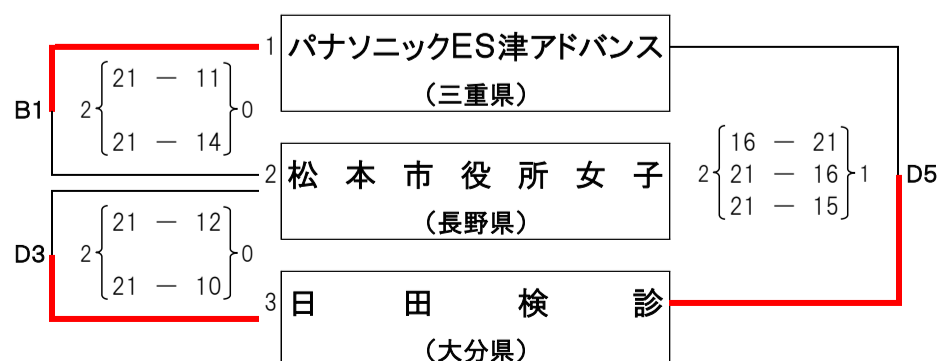 1 パナソニックES津アドバンス
(三重県)
B1 2 21 － 11 0
21 － 14
2 松本市役所女子
(長野県)
D3 2 21 － 12 0
21 － 10
3 日田検診
(大分県)
16 － 21
2 21 － 16 1 D5
21 － 15